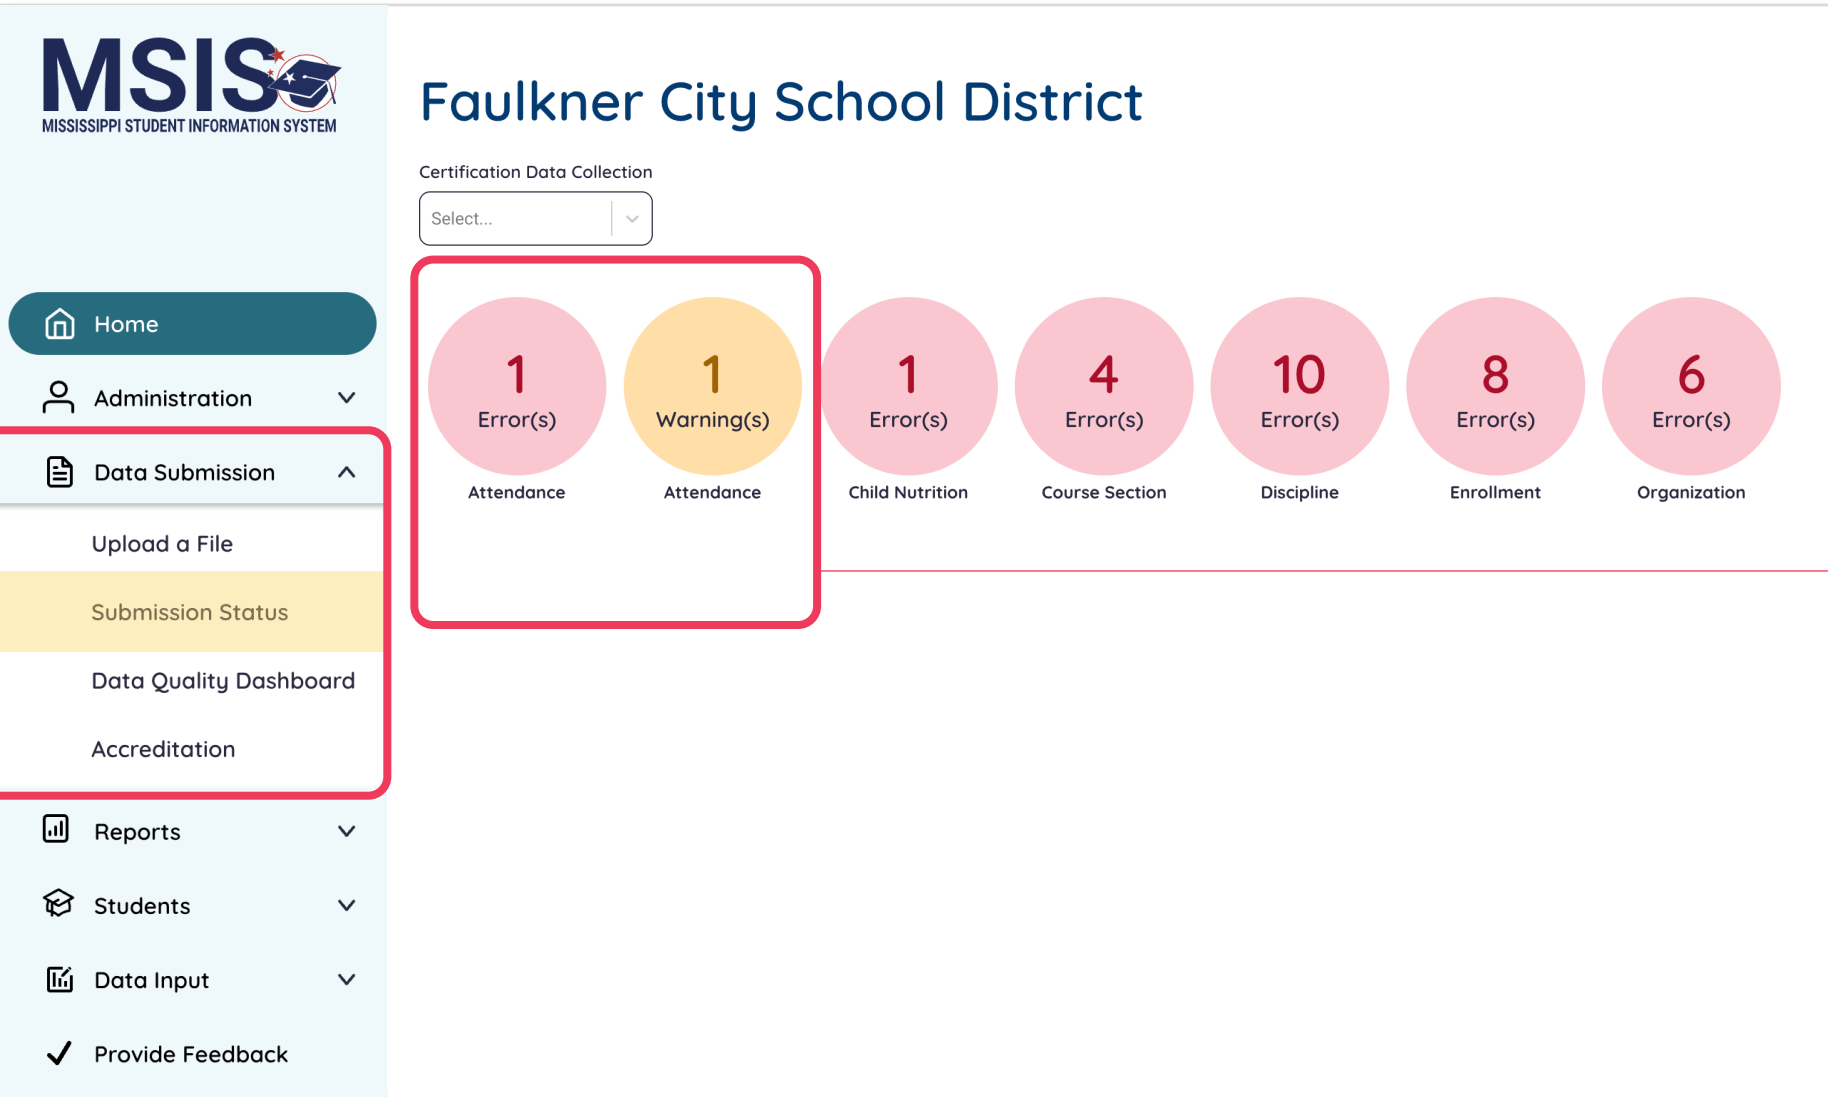 MSIS
MISSISSIPPI STUDENT INFORMATION SYSTEM
Home
Administration
Data Submission
Upload a File
Submission Status
Data Quality Dashboard
Accreditation
Reports
Students
Data Input
Provide Feedback
Faulkner City School District
Certification Data Collection
Select...
1
Error(s)
Attendance
1
Warning(s)
Attendance
1
Error(s)
Child Nutrition
4
Error(s)
Course Section
10
Error(s)
Discipline
8
Error(s)
Enrollment
6
Error(s)
Organization